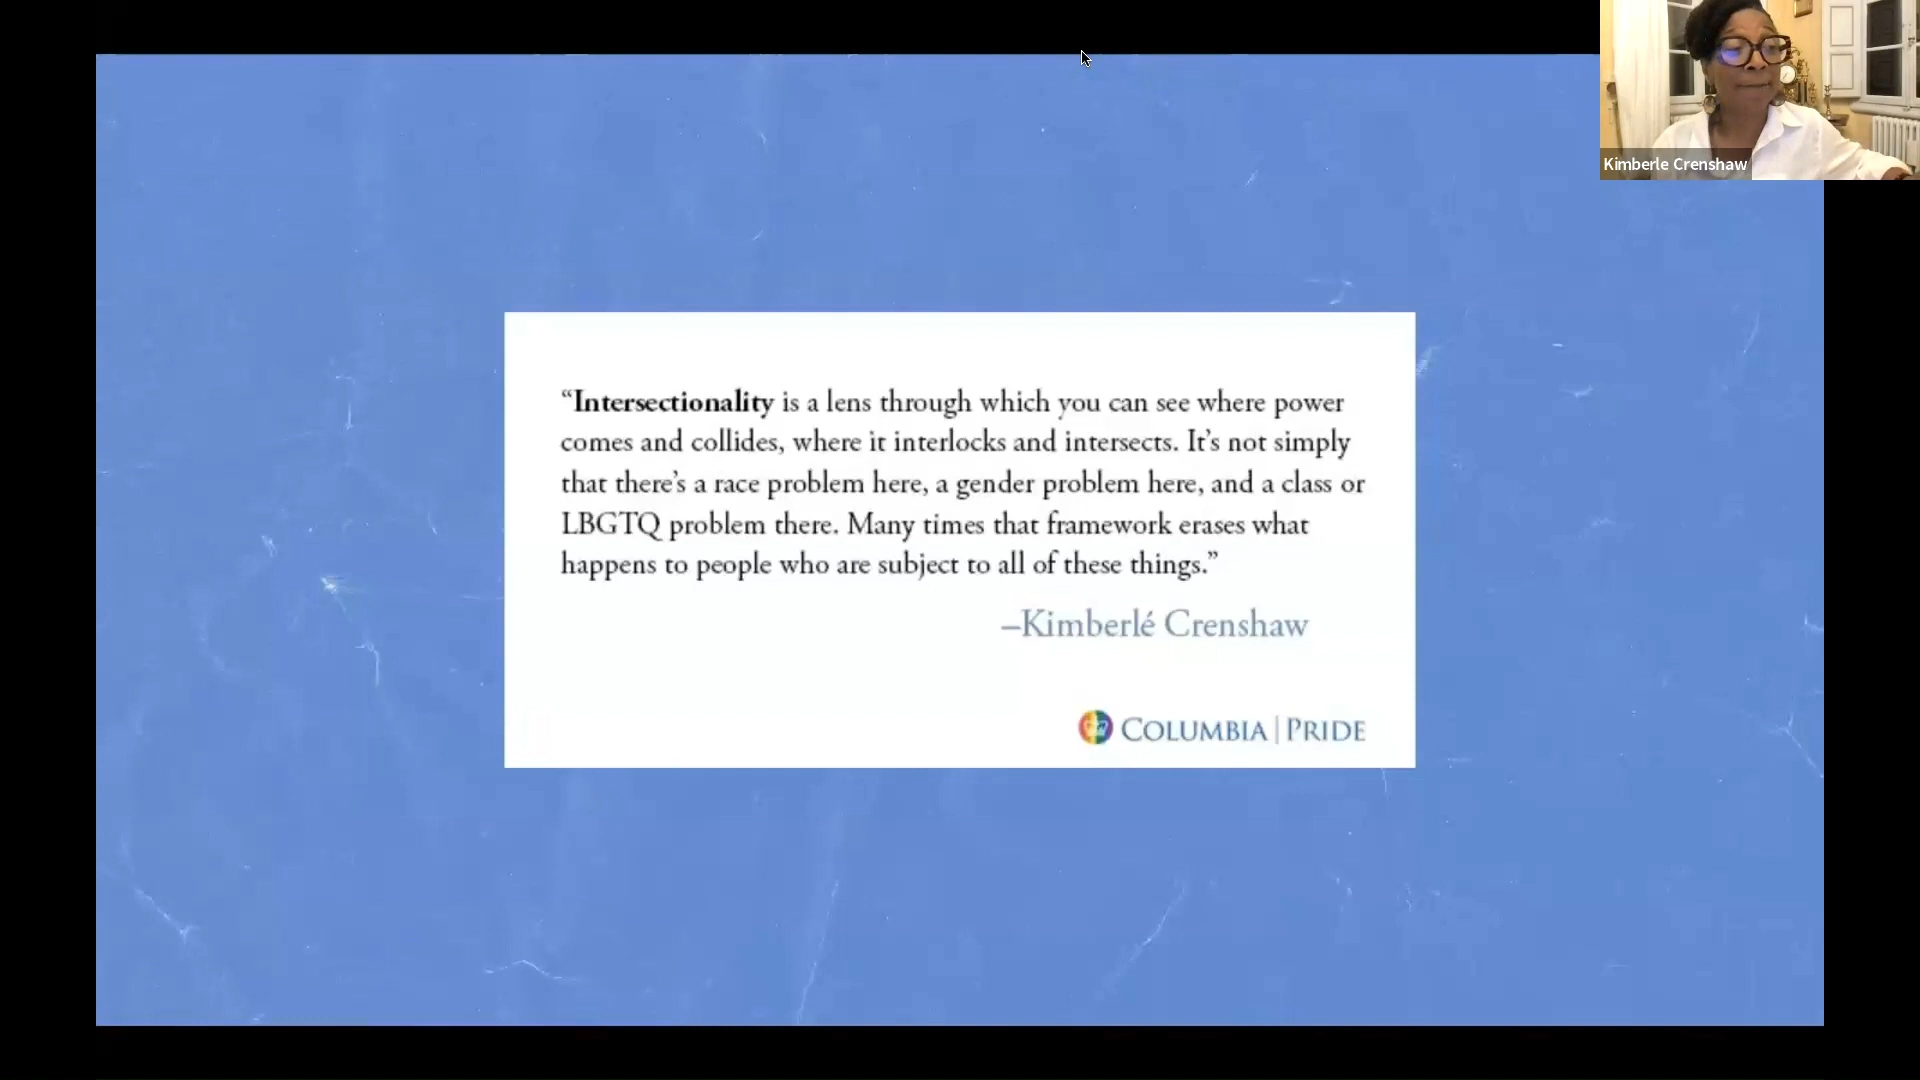 Kimberle Crenshaw
“Intersectionality is a lens through which you can see where power
comes and collides, where it interlocks and intersects. It’s not simply
that there’s a race problem here, a gender problem here, and a class or
LBGTQ problem there. Many times that framework erases what
happens to people who are subject to all of these things.”
–Kimberlé Crenshaw
COLUMBIA | PRIDE